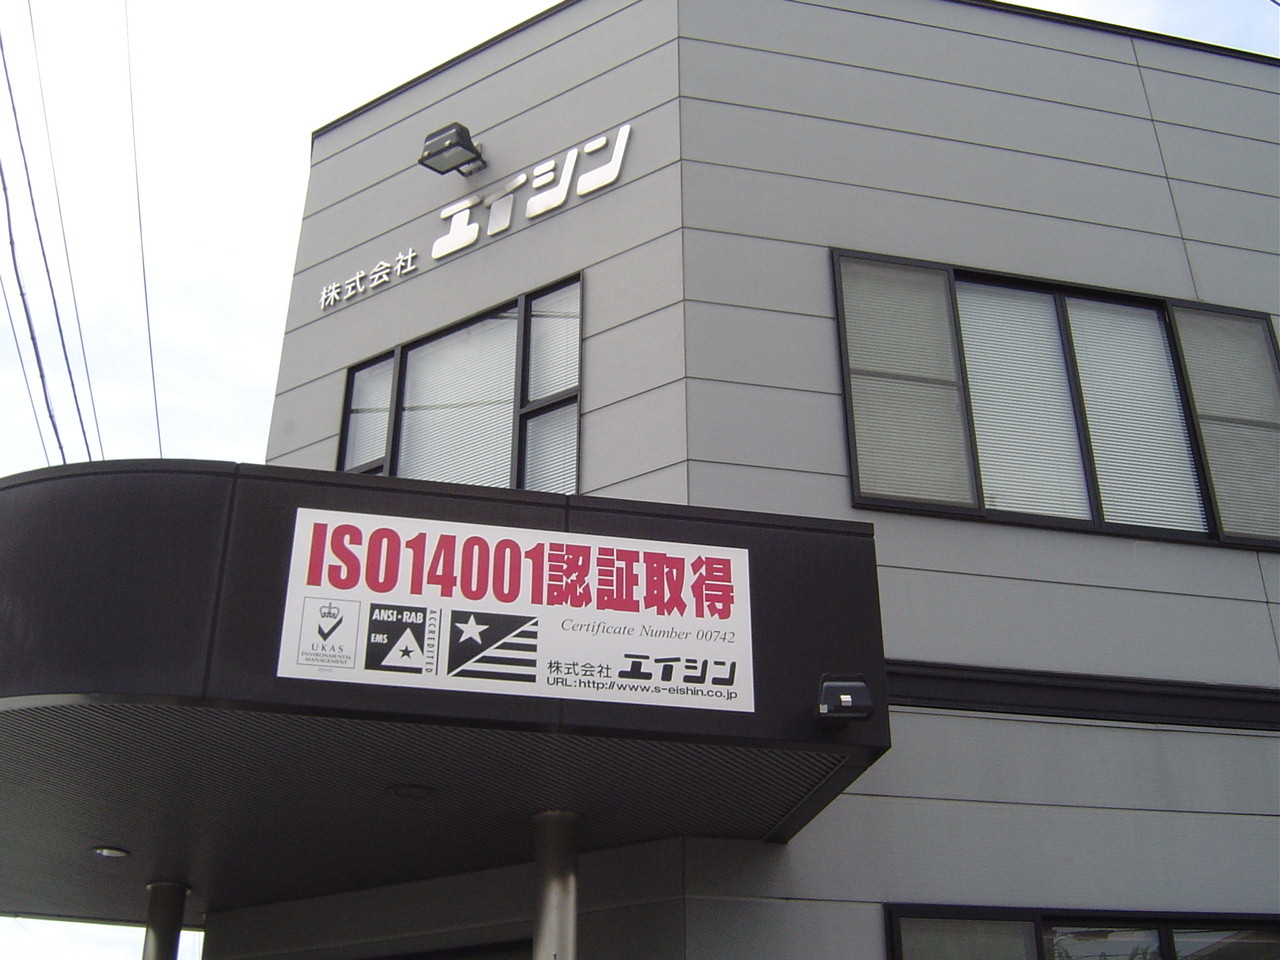 株式会社 エイシン
ISO14001認証取得
UKAS
ENVIRONMENTAL
MANAGEMENT
ANSI·RAB
EMS
ACCREDITED
Certificate Number 00742
株式会社 エイシン
URL:http://www.s-eishin.co.jp